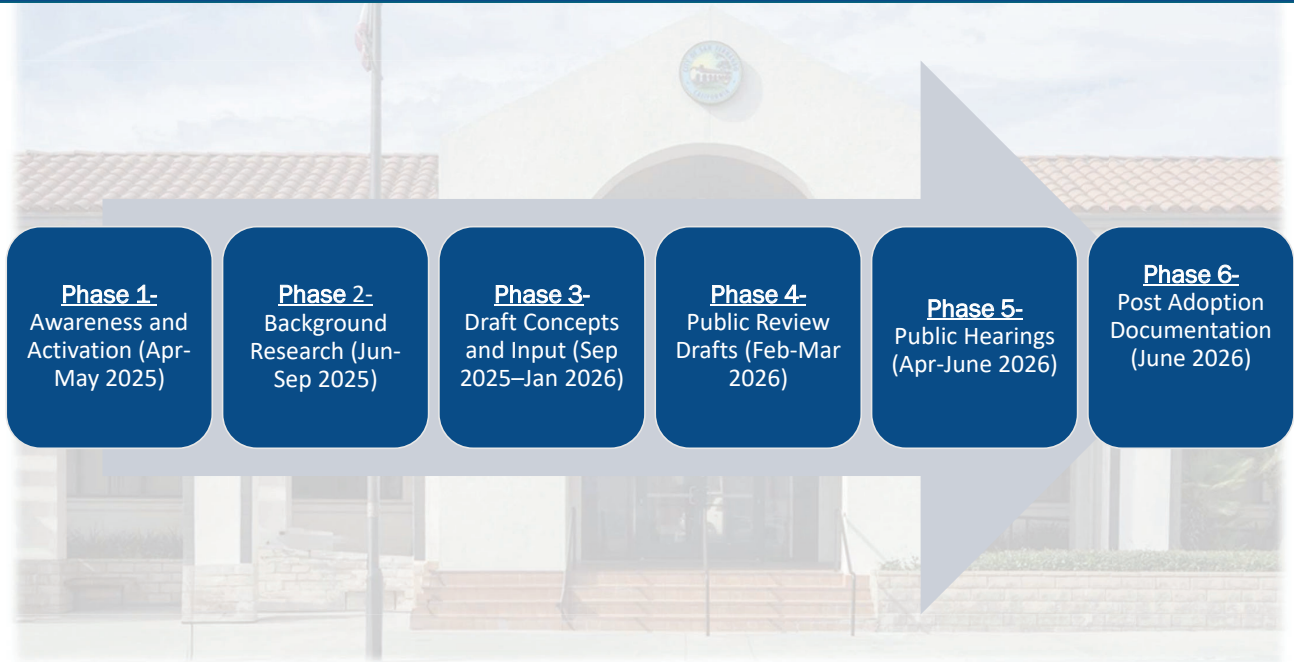 Phase 1-
Awareness and
Activation (Apr-
May 2025)
Phase 2-
Background
Research (Jun-
Sep 2025)
Phase 3-
Draft Concepts
and Input (Sep
2025–Jan 2026)
Phase 4-
Public Review
Drafts (Feb-Mar
2026)
Phase 5-
Public Hearings
(Apr-June 2026)
Phase 6-
Post Adoption
Documentation
(June 2026)